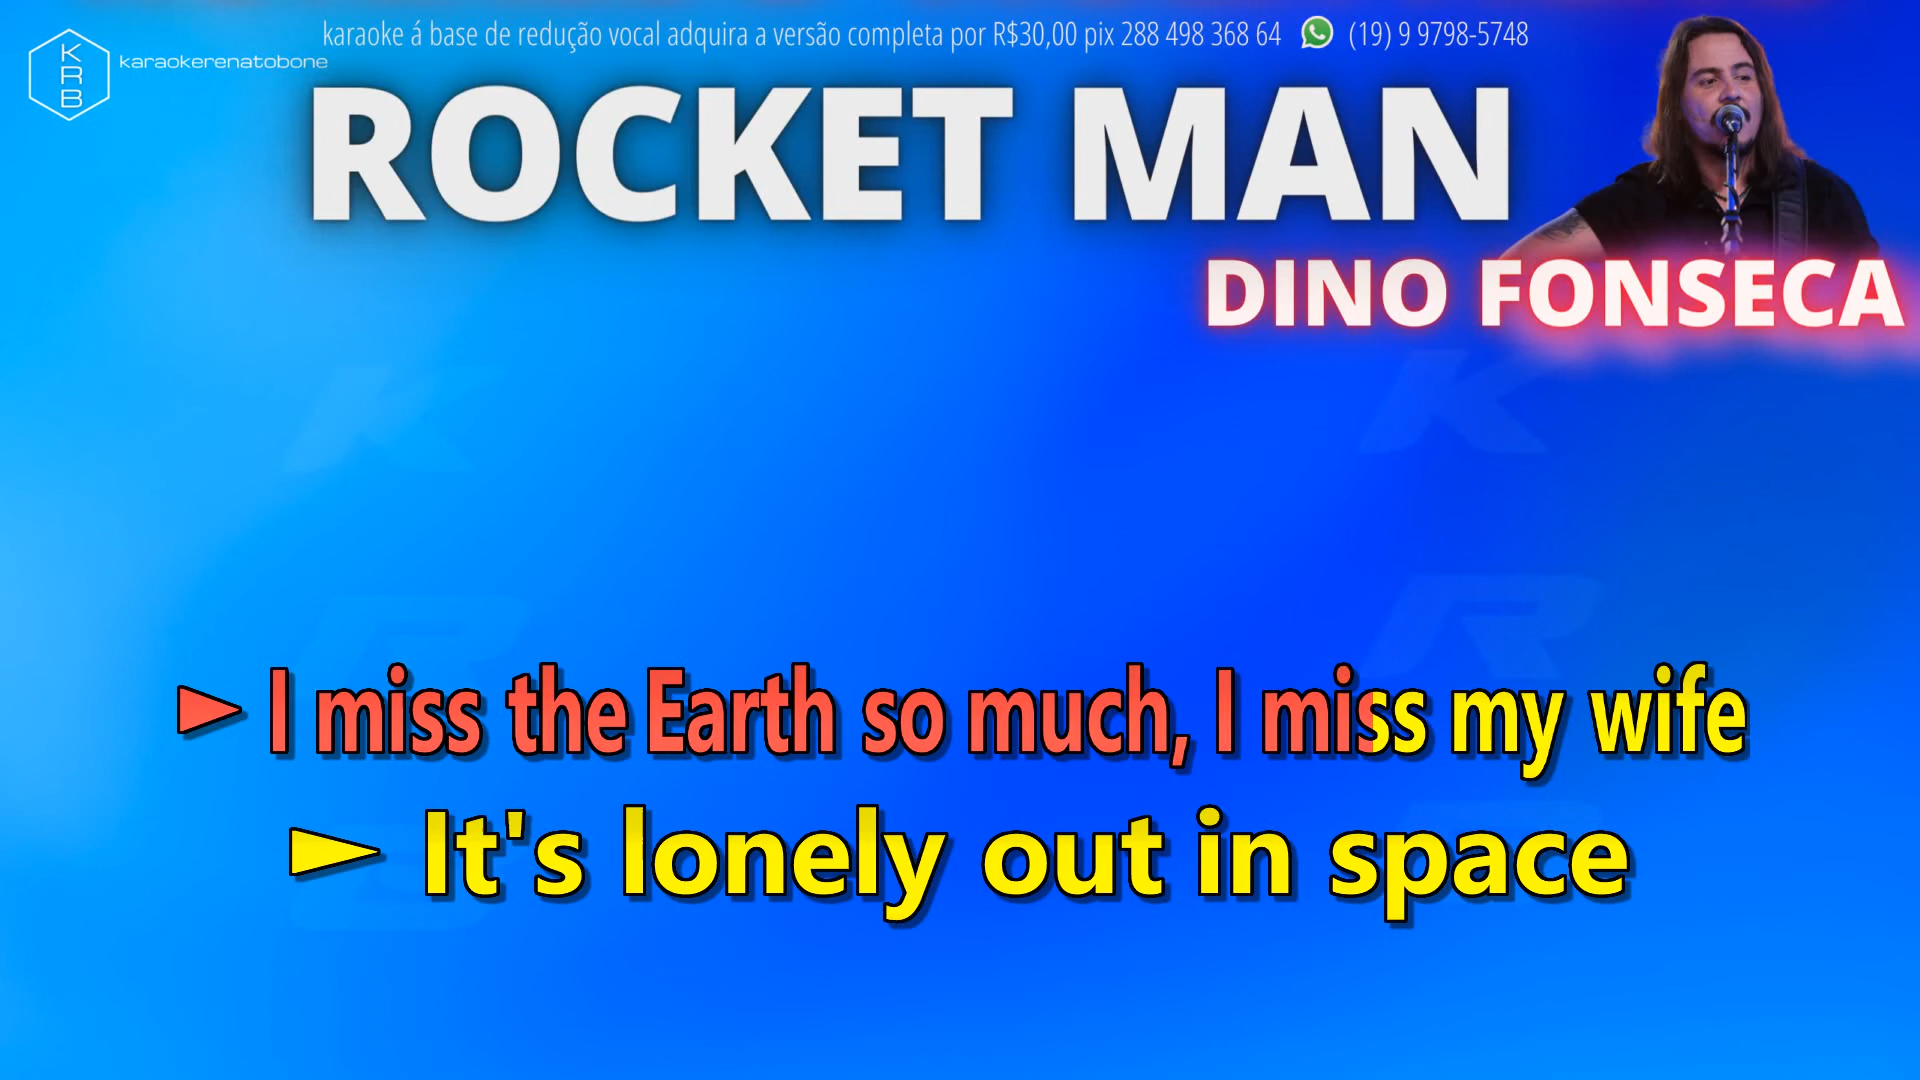 karaoke á base de redução vocal adquira a versão completa por R$30,00 pix 288 498 368 64 (19) 9 9798-5748
K
R
B
karaokerenatobone
ROCKET MAN
DINO FONSECA
K
K
R
R
B
B
I miss the Earth so much, I miss my wife
It's lonely out in space